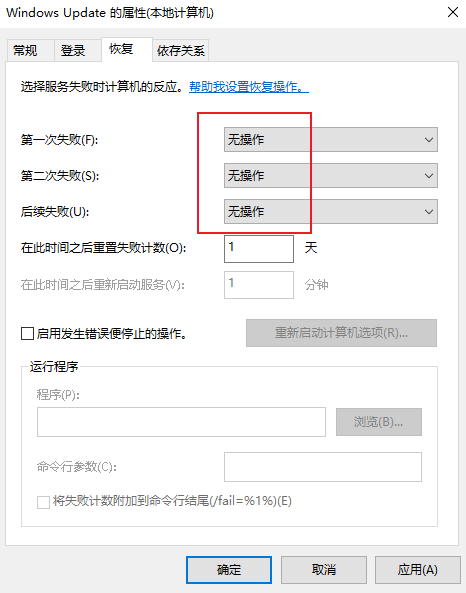 Windows Update 的属性(本地计算机)
常规 登录 恢复 依存关系
选择服务失败时计算机的反应。帮助我设置恢复操作。
第一次失败(F): 无操作
第二次失败(S): 无操作
后续失败(U): 无操作
在此时间之后重置失败计数(O): 1 天
在此时间之后重新启动服务(V): 1 分钟
启用发生错误便停止的操作。 重新启动计算机选项(R)...
运行程序
程序(P):
浏览(B)...
命令行参数(C):
将失败计数附加到命令行结尾(/fail=%1%)(E)
确定 取消 应用(A)